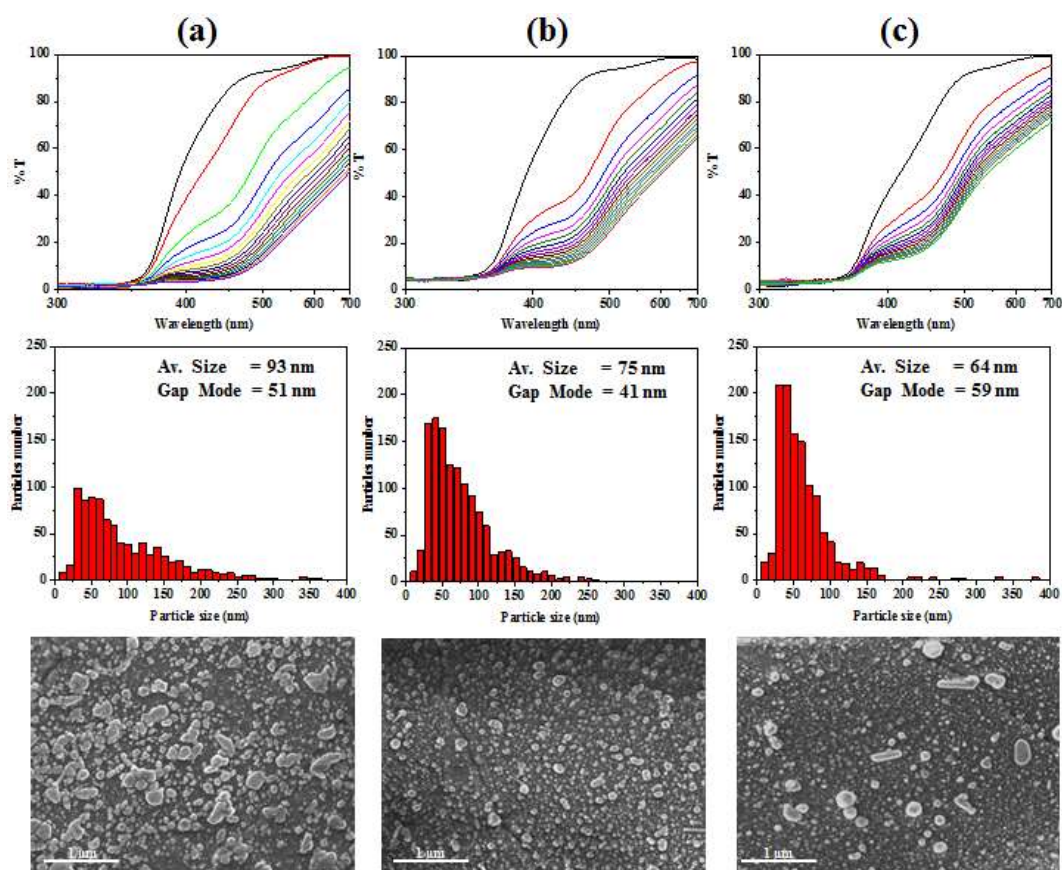 (a) (b) (c)
100 100 100
80 80 80
60 60 60
40 40 40
20 20 20
0 0 0
% T % T % T
300 400 500 600 700 300 400 500 600 700 300 400 500 600 700
Wavelength (nm) Wavelength (nm) Wavelength (nm)
250 250 250
200 200 200
150 150 150
100 100 100
50 50 50
0 0 0
Av. Size = 93 nm Av. Size = 75 nm Av. Size = 64 nm
Gap Mode = 51 nm Gap Mode = 41 nm Gap Mode = 59 nm
Particles number Particles number Particles number
0 50 100 150 200 250 300 350 400 0 50 100 150 200 250 300 350 400 0 50 100 150 200 250 300 350 400
Particle size (nm) Particle size (nm) Particle size (nm)
1 µm 1 µm 1 µm